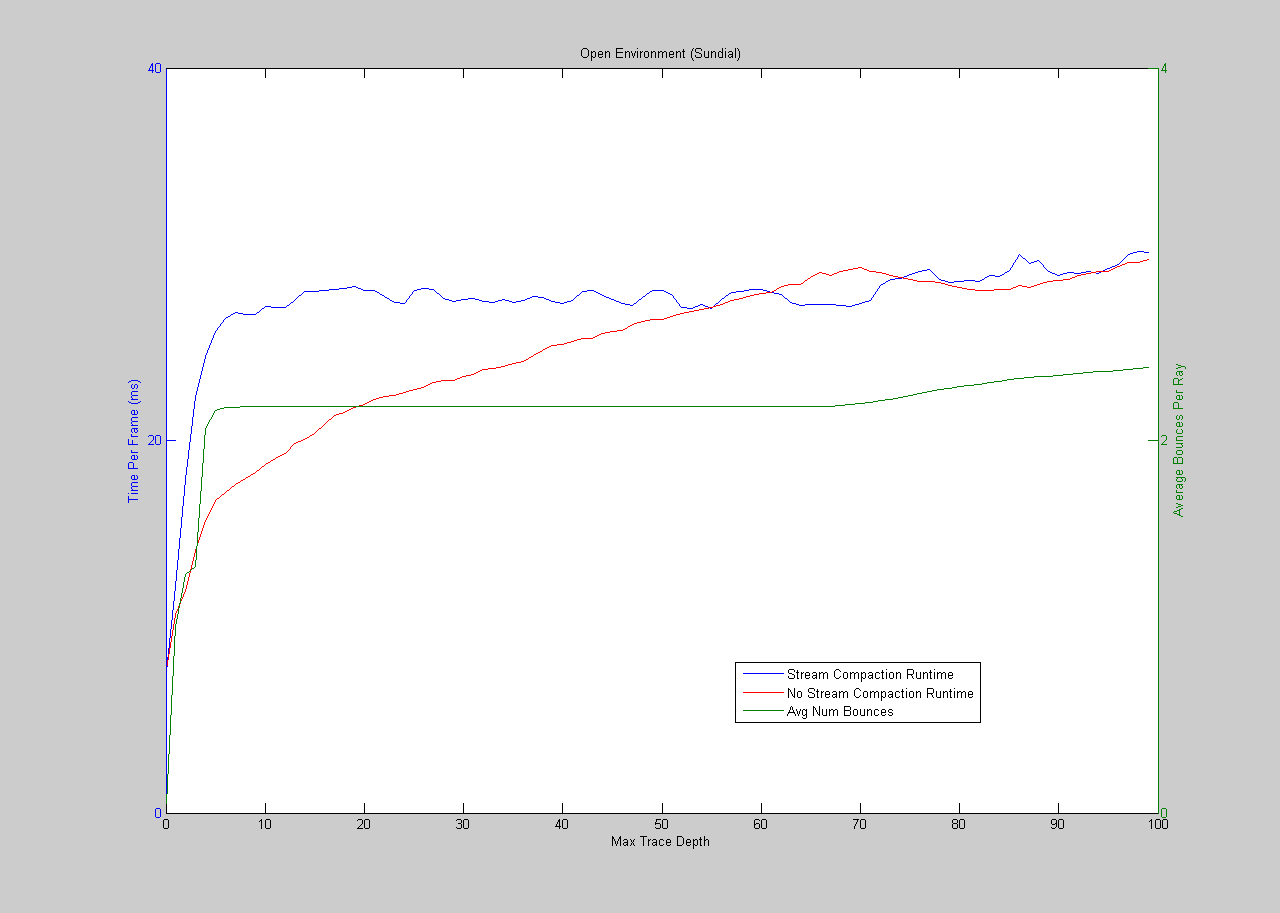 Open Environment (Sundial)
40
4
Time Per Frame (ms)
20
2
Average Bounces Per Ray
Stream Compaction Runtime
No Stream Compaction Runtime
Avg Num Bounces
0
0
0 10 20 30 40 50 60 70 80 90 100
Max Trace Depth